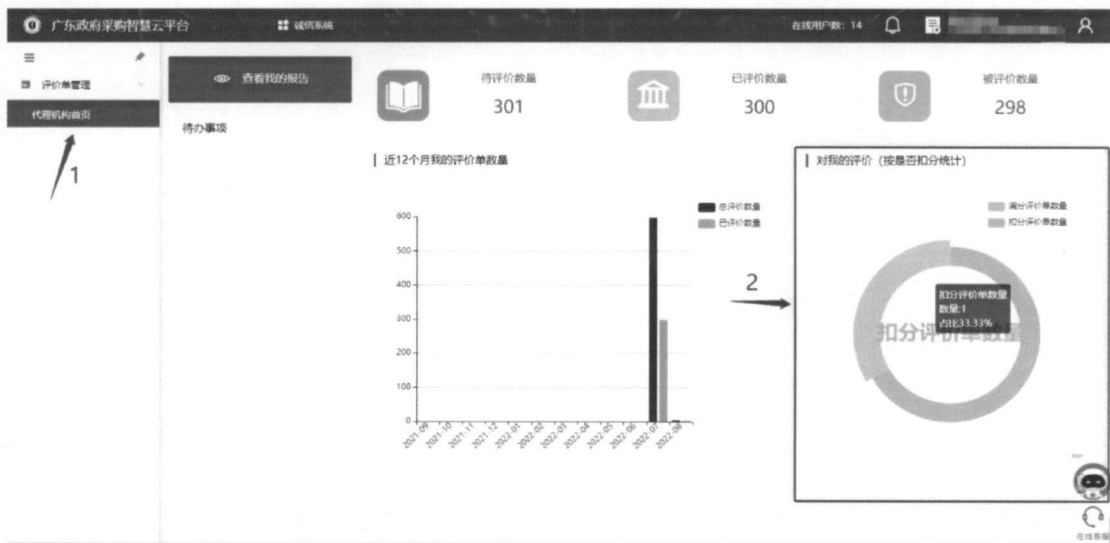 广东政府采购智慧云平台
诚信系统
在线用户数：14
评价单管理
代理机构首页
1
查看我的报告
待办事项
待评价数量
301
已评价数量
300
被评价数量
298
近12个月我的评价单数量
总评价数量
已评价数量
600
500
400
300
200
100
0
2021-09
2021-10
2021-11
2021-12
2022-01
2022-02
2022-03
2022-04
2022-05
2022-06
2022-07
2022-08
2
对我的评价（按是否扣分统计）
满分评价单数量
扣分评价单数量
扣分评价单数量
数量:1
占比33.33%
扣分评价单数量
在线客服